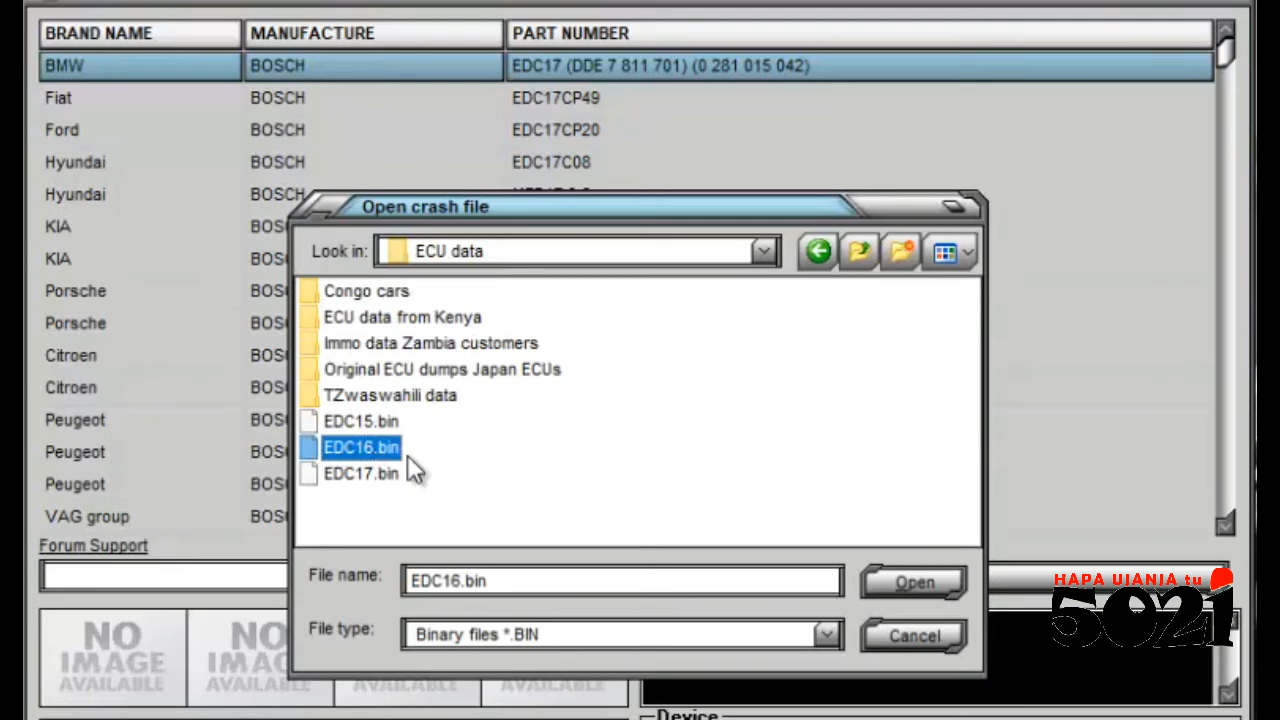 BRAND NAME MANUFACTURE PART NUMBER
BMW BOSCH EDC17 (DDE 7 811 701) (0 281 015 042)
Fiat BOSCH EDC17CP49
Ford BOSCH EDC17CP20
Hyundai BOSCH EDC17C08
Hyundai BOSCH
KIA
KIA
Porsche
Porsche
Citroen
Citroen
Peugeot
Peugeot
Peugeot
VAG group
Forum Support
Open crash file
Look in: ECU data
Congo cars
ECU data from Kenya
Immo data Zambia customers
Original ECU dumps Japan ECUs
TZwaswahili data
EDC15.bin
EDC16.bin
EDC17.bin
File name: EDC16.bin Open
File type: Binary files *.BIN Cancel
HAPA UJANJA tu
5021
NO IMAGE AVAILABLE
Device